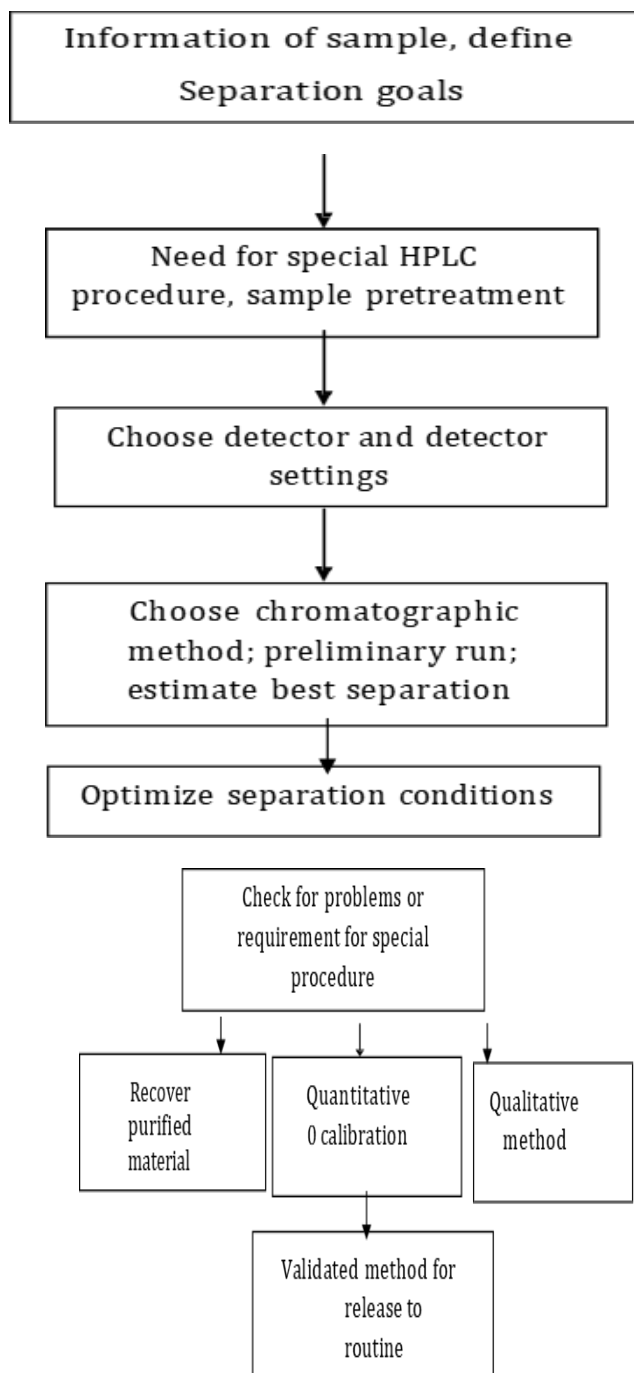 Information of sample, define
Separation goals
Need for special HPLC
procedure, sample pretreatment
Choose detector and detector
settings
Choose chromatographic
method; preliminary run;
estimate best separation
Optimize separation conditions
Check for problems or
requirement for special
procedure
Recover
purified
material
Quantitative
0 calibration
Qualitative
method
Validated method for
release to
routine